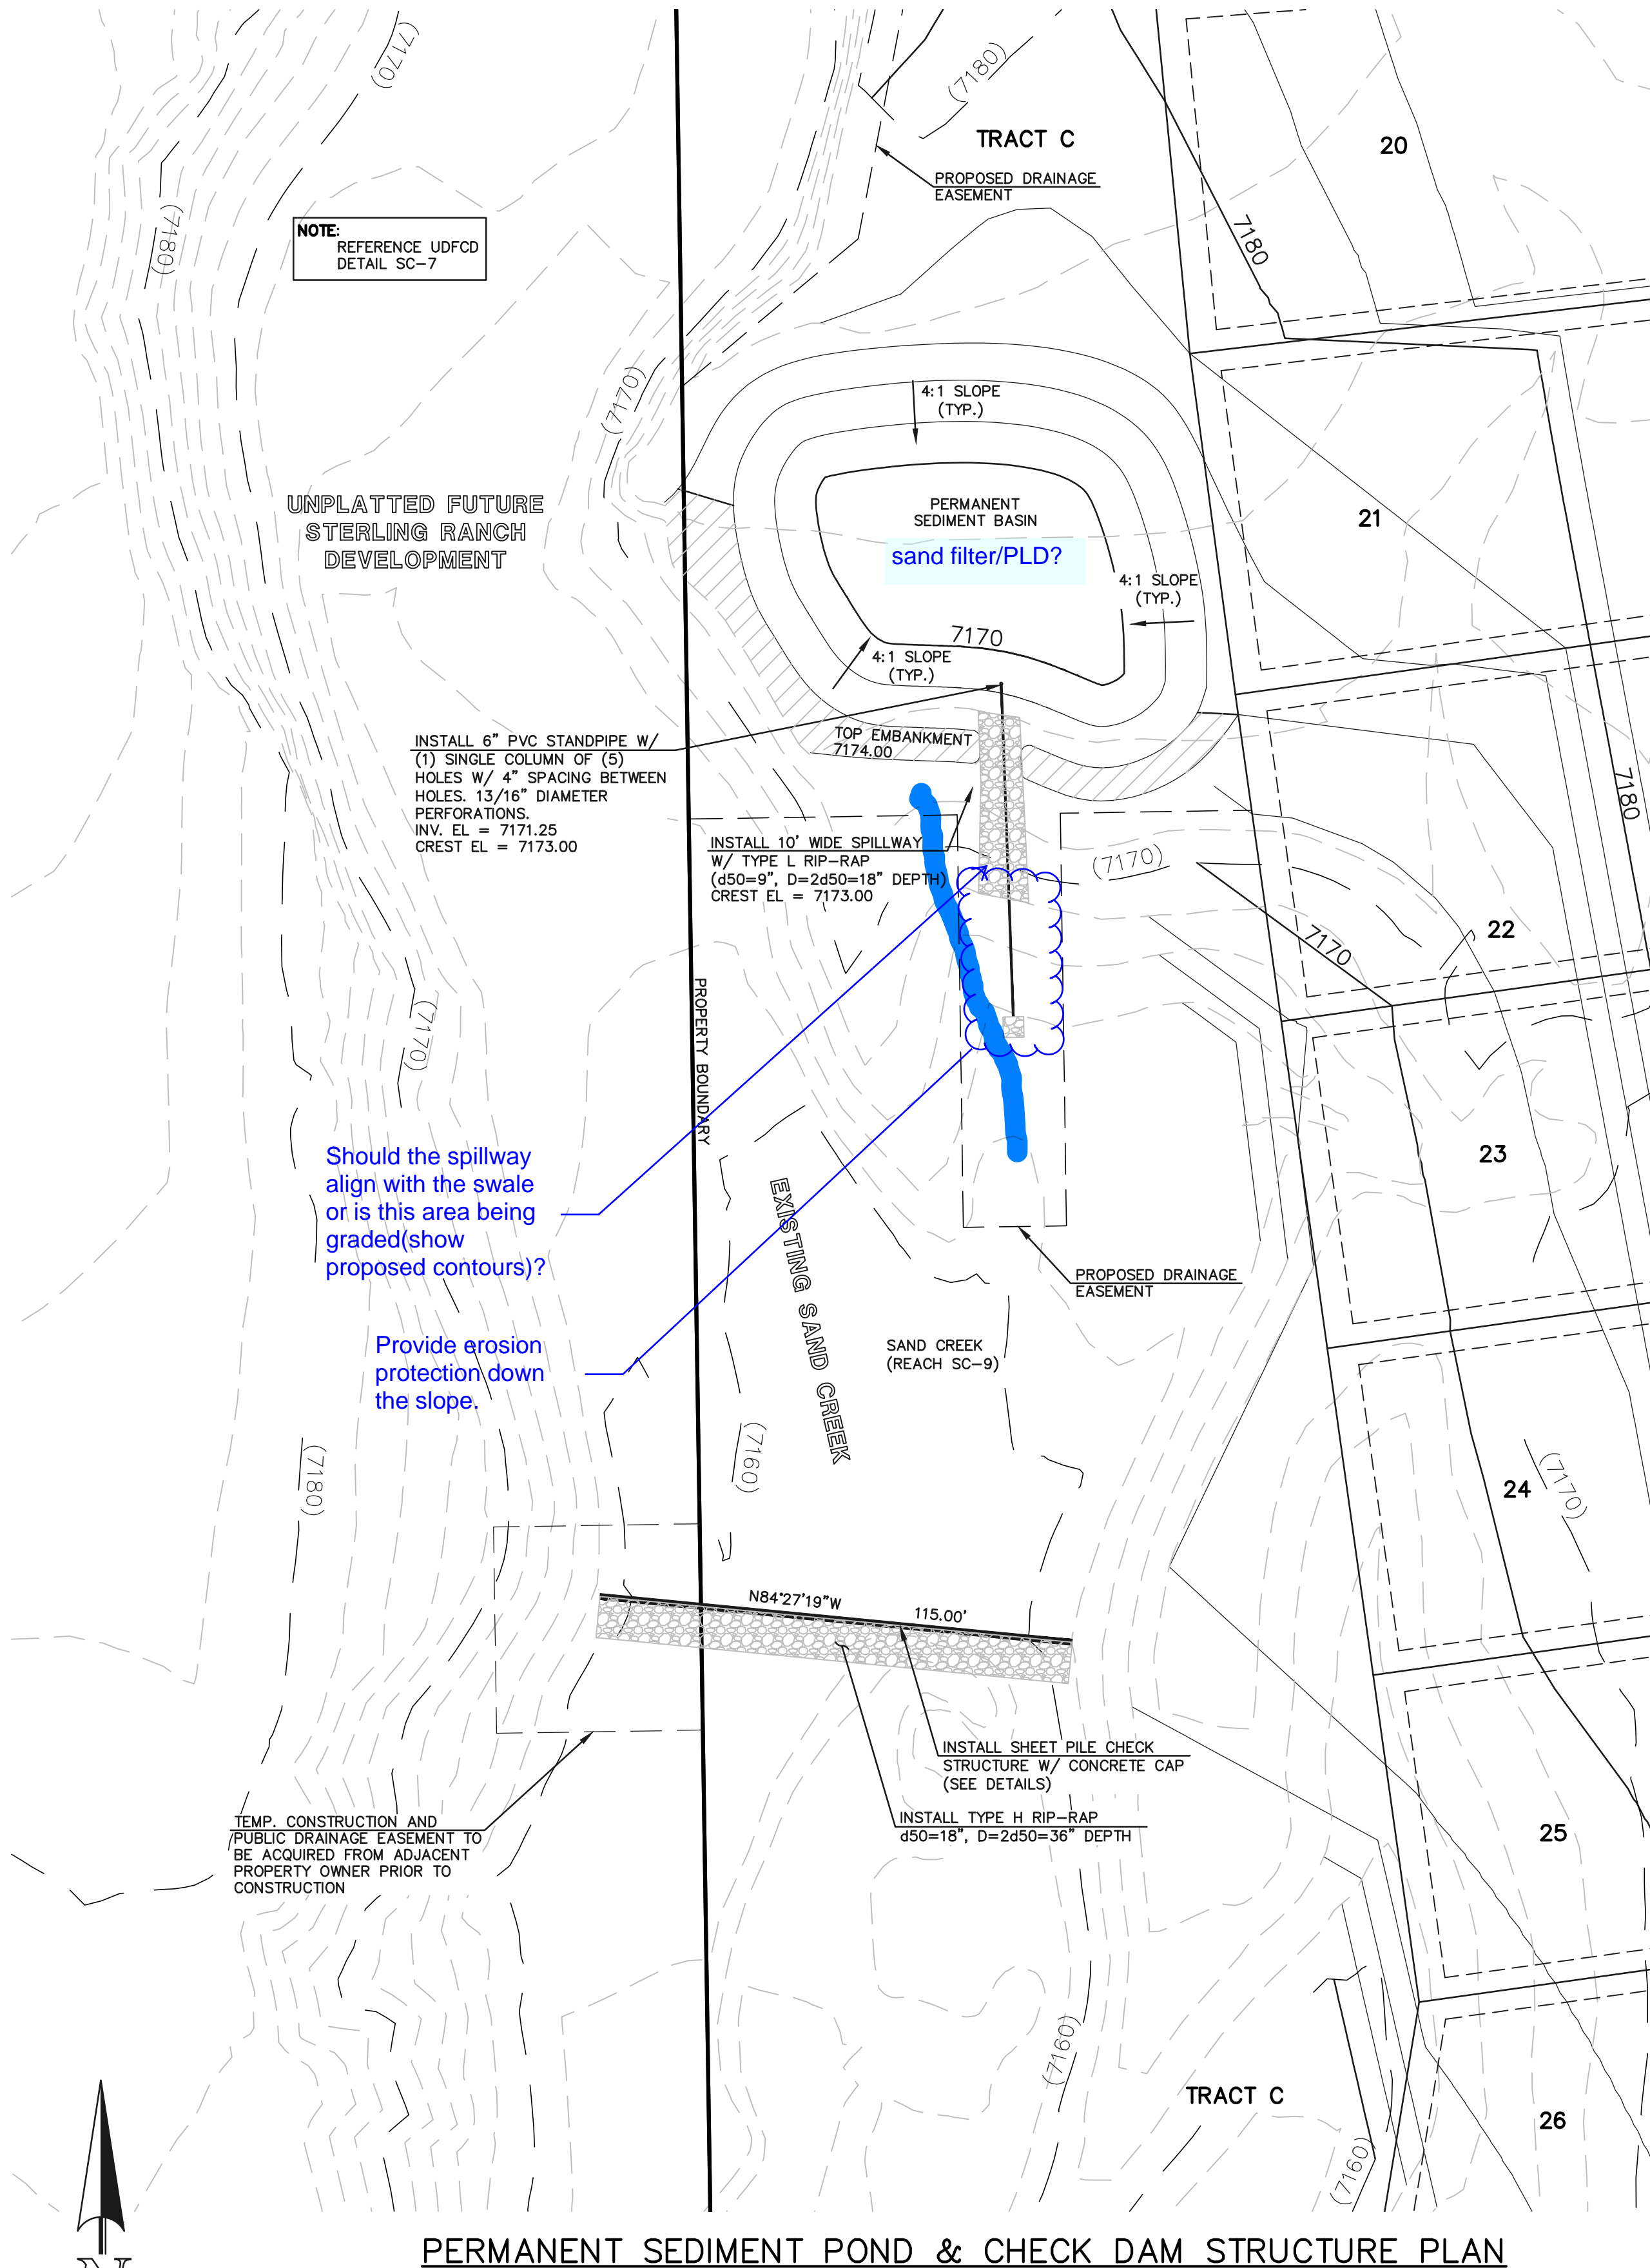 (7170)
(7180)
TRACT C
20
PROPOSED DRAINAGE
EASEMENT
(7180)
NOTE:
REFERENCE UDFCD
DETAIL SC-7
7180
(7170)
4:1 SLOPE
(TYP.)
UNPLATTED FUTURE
STERLING RANCH
DEVELOPMENT
PERMANENT
SEDIMENT BASIN
sand filter/PLD?
21
4:1 SLOPE
(TYP.)
7170
4:1 SLOPE
(TYP.)
INSTALL 6" PVC STANDPIPE W/
(1) SINGLE COLUMN OF (5)
HOLES W/ 4" SPACING BETWEEN
HOLES. 13/16" DIAMETER
PERFORATIONS.
INV. EL = 7171.25
CREST EL = 7173.00
TOP EMBANKMENT
7174.00
7180
INSTALL 10' WIDE SPILLWAY
W/ TYPE L RIP-RAP
(d50=9", D=2d50=18" DEPTH)
CREST EL = 7173.00
(7170)
22
7170
(7170)
PROPERTY BOUNDARY
Should the spillway
align with the swale
or is this area being
graded(show
proposed contours)?
23
EXISTING SAND CREEK
PROPOSED DRAINAGE
EASEMENT
Provide erosion
protection down
the slope.
SAND CREEK
(REACH SC-9)
(7180)
(7160)
24
(7170)
N84°27'19"W
115.00'
INSTALL SHEET PILE CHECK
STRUCTURE W/ CONCRETE CAP
(SEE DETAILS)
INSTALL TYPE H RIP-RAP
d50=18", D=2d50=36" DEPTH
TEMP. CONSTRUCTION AND
PUBLIC DRAINAGE EASEMENT TO
BE ACQUIRED FROM ADJACENT
PROPERTY OWNER PRIOR TO
CONSTRUCTION
25
(7160)
TRACT C
26
(7160)
N
PERMANENT SEDIMENT POND & CHECK DAM STRUCTURE PLAN